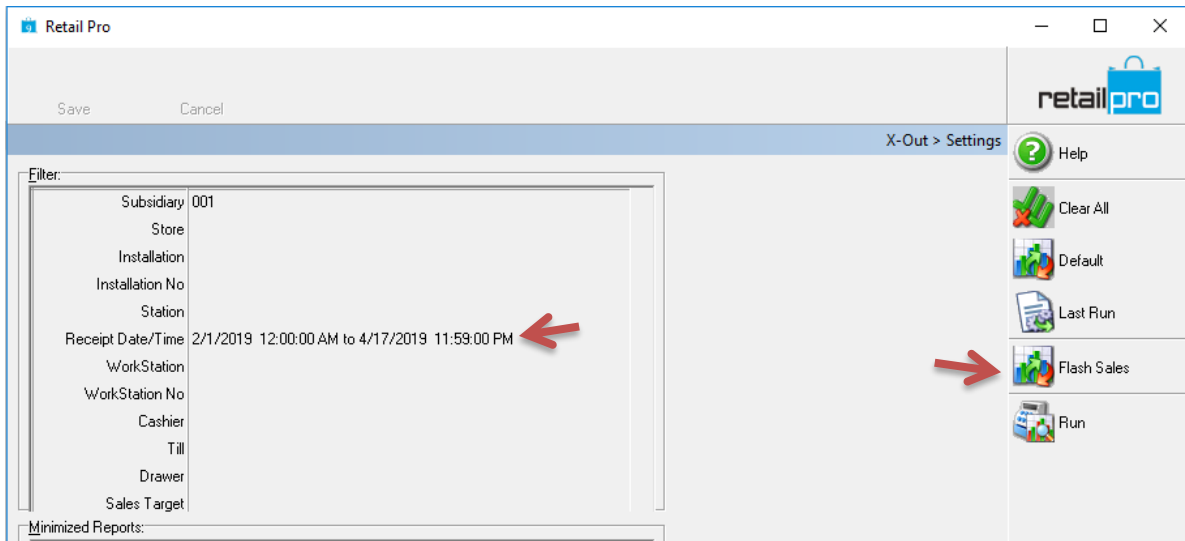 Retail Pro
Save Cancel
retailpro
X-Out > Settings
Help
Filter:
Subsidiary 001
Store
Installation
Installation No
Station
Receipt Date/Time 2/1/2019 12:00:00 AM to 4/17/2019 11:59:00 PM
WorkStation
WorkStation No
Cashier
Till
Drawer
Sales Target
Minimized Reports:
Clear All
Default
Last Run
Flash Sales
Run